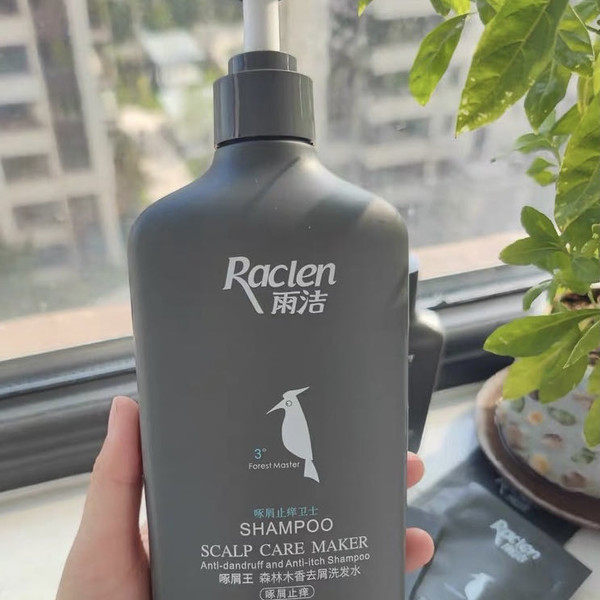 Raclen
雨洁
3°
Forest Master
啄屑止痒卫士
SHAMPOO
SCALP CARE MAKER
Anti-dandruff and Anti-itch Shampoo
啄屑王 森林木香去屑洗发水
啄屑止痒
Raclen
雨洁